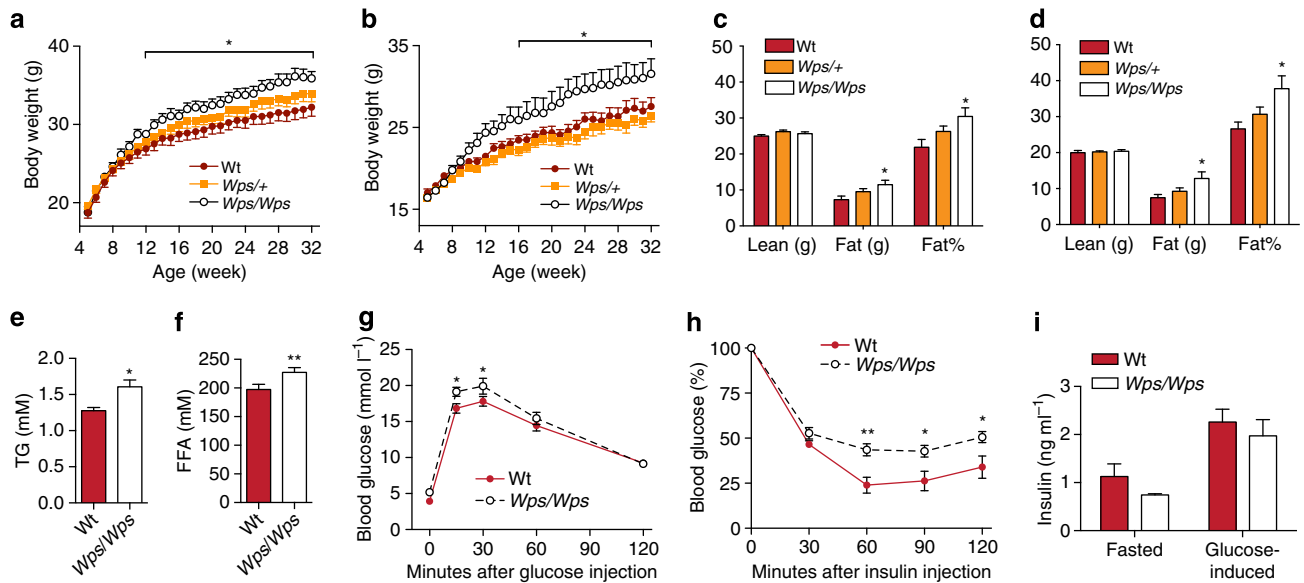 a
Body weight (g)
40
30
20
*
Wt
Wps/+
Wps/Wps
4 8 12 16 20 24 28 32
Age (week)
b
Body weight (g)
35
25
15
*
Wt
Wps/+
Wps/Wps
4 8 12 16 20 24 28 32
Age (week)
c
50
40
30
20
10
0
Wt
Wps/+
Wps/Wps
*
*
Lean (g) Fat (g) Fat%
d
50
40
30
20
10
0
Wt
Wps/+
Wps/Wps
*
*
Lean (g) Fat (g) Fat%
e
TG (mM)
2.0
1.5
1.0
0.5
0.0
*
Wt
Wps/Wps
f
FFA (mM)
250
200
150
100
50
0
**
Wt
Wps/Wps
g
Blood glucose (mmol l⁻¹)
25
20
15
10
5
0
* *
Wt
Wps/Wps
0 30 60 90 120
Minutes after glucose injection
h
Blood glucose (%)
100
75
50
25
0
Wt
Wps/Wps
** * *
0 30 60 90 120
Minutes after insulin injection
i
Insulin (ng ml⁻¹)
3
2
1
0
Wt
Wps/Wps
Fasted Glucose-
induced